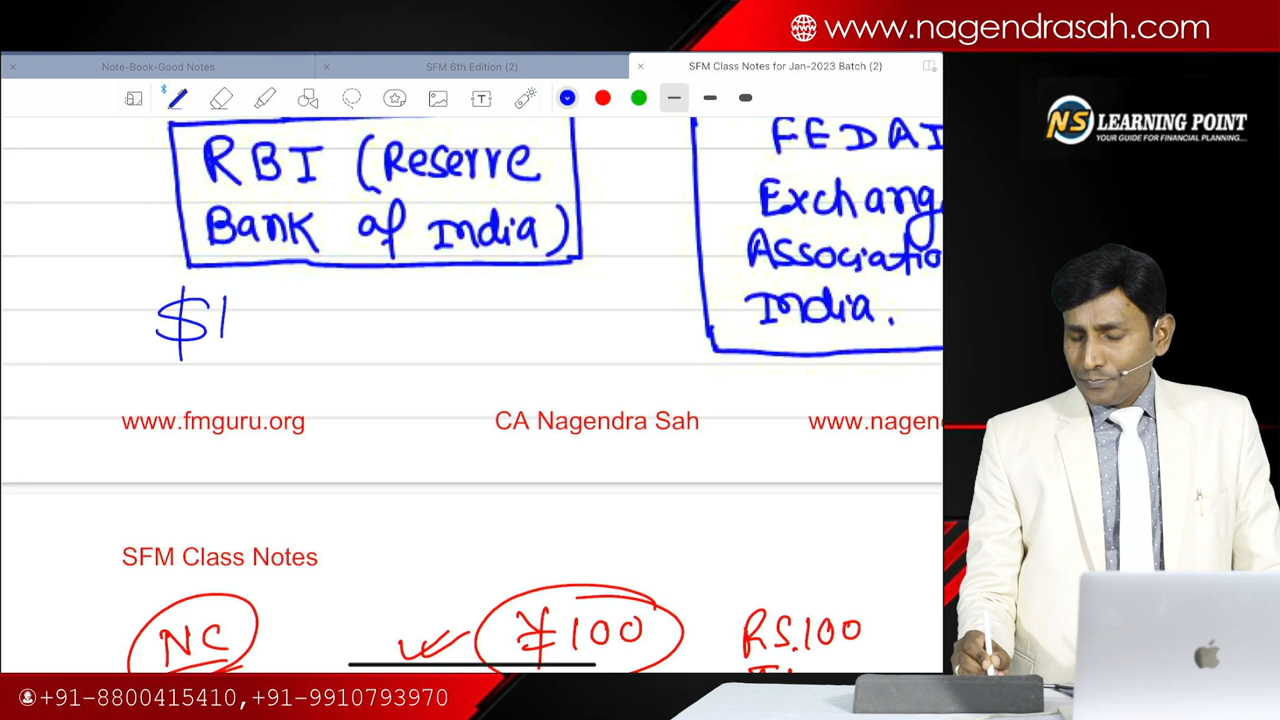 www.nagendrasah.com
Note-Book-Good Notes
SFM 6th Edition (2)
SFM Class Notes for Jan-2023 Batch (2)
NS LEARNING POINT
YOUR GUIDE FOR FINANCIAL PLANNING...
RBI (Reserve
Bank of India)
FEDAI
Exchang
Associatio
India.
$1
www.fmguru.org
CA Nagendra Sah
www.nagen
SFM Class Notes
NC
¥100
RS.100
+91-8800415410,+91-9910793970